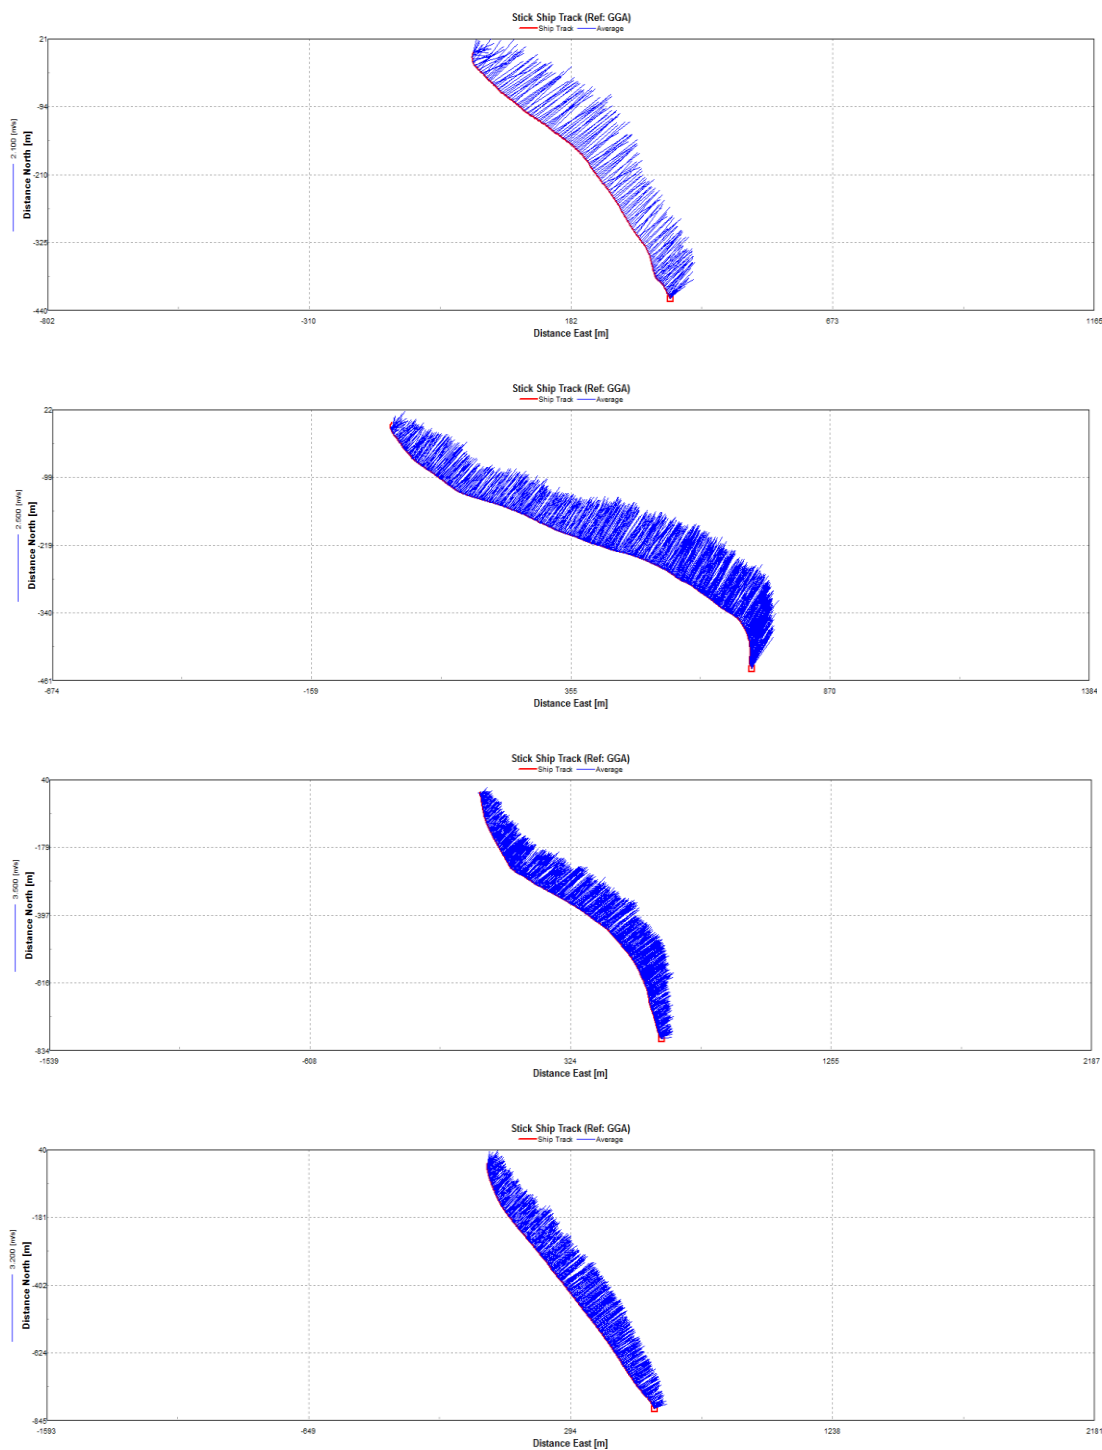 Stick Ship Track (Ref: GGA)
Ship Track Average
21
-94
-210
-325
-440
2.100 [m/s]
Distance North [m]
-802 -310 182 673 1165
Distance East [m]
Stick Ship Track (Ref: GGA)
Ship Track Average
22
-99
-219
-340
-461
2.500 [m/s]
Distance North [m]
-674 -159 355 870 1384
Distance East [m]
Stick Ship Track (Ref: GGA)
Ship Track Average
40
-179
-397
-616
-834
3.500 [m/s]
Distance North [m]
-1539 -608 324 1255 2187
Distance East [m]
Stick Ship Track (Ref: GGA)
Ship Track Average
40
-181
-402
-624
-845
3.200 [m/s]
Distance North [m]
-1593 -649 294 1238 2181
Distance East [m]